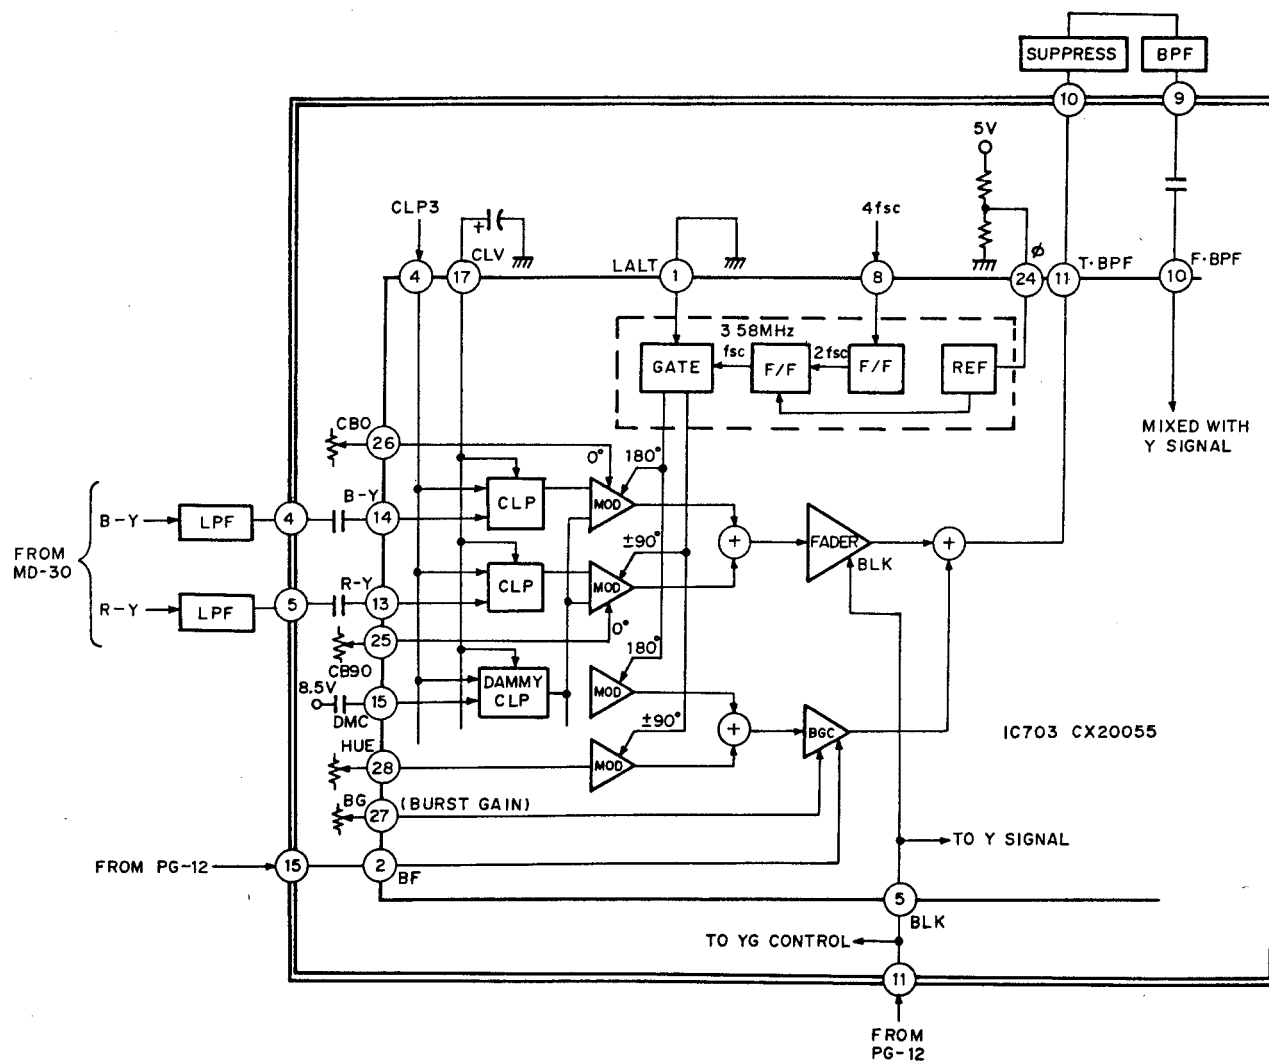 SUPPRESS
BPF
10
9
5V
CLP3
4fsc
+
CLV
LALT
ϕ
T·BPF
F·BPF
4
17
1
8
24
11
10
3 58MHz
GATE
fsc
F/F
2fsc
F/F
REF
MIXED WITH
Y SIGNAL
CB0
26
0°
180°
B-Y
CLP
MOD
B-Y
LPF
4
14
+
FADER
+
BLK
FROM
MD-30
±90°
R-Y
CLP
MOD
R-Y
LPF
5
13
25
0°
CB90
180°
8.5V
DAMMY
CLP
MOD
15
DMC
±90°
+
BGC
IC703 CX20055
HUE
28
MOD
BG
27
(BURST GAIN)
TO Y SIGNAL
FROM PG-12
15
2
BF
5
BLK
TO YG CONTROL
11
FROM
PG-12